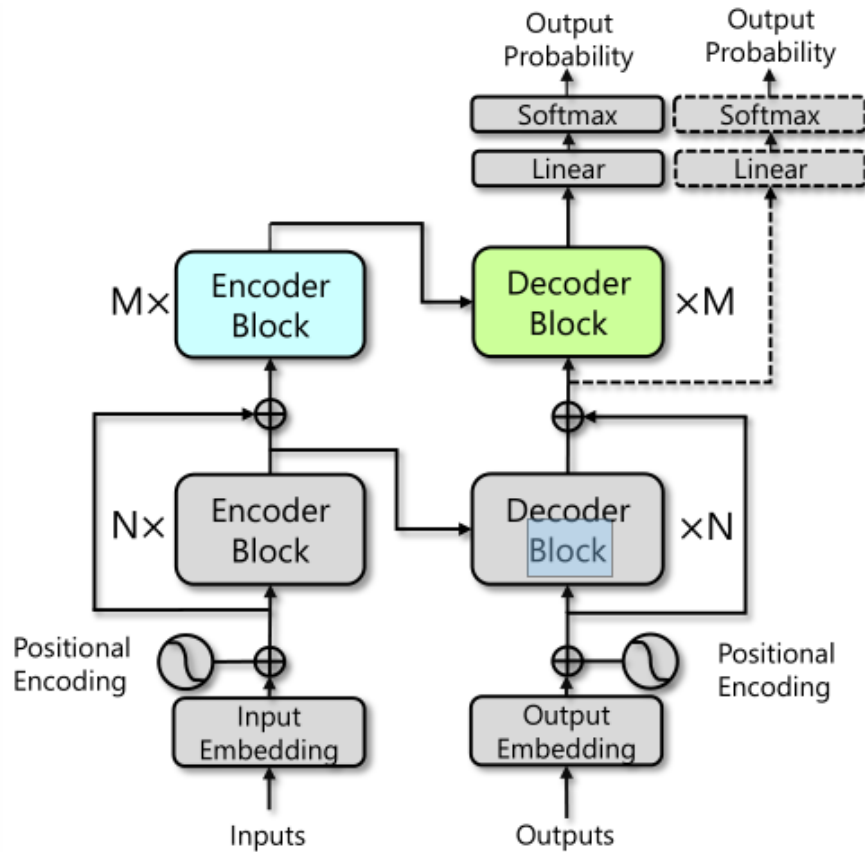 Output
Probability
Output
Probability
Softmax
Softmax
Linear
Linear
M×
Encoder
Block
Decoder
Block
×M
N×
Encoder
Block
Decoder
Block
×N
Positional
Encoding
Positional
Encoding
Input
Embedding
Output
Embedding
Inputs
Outputs